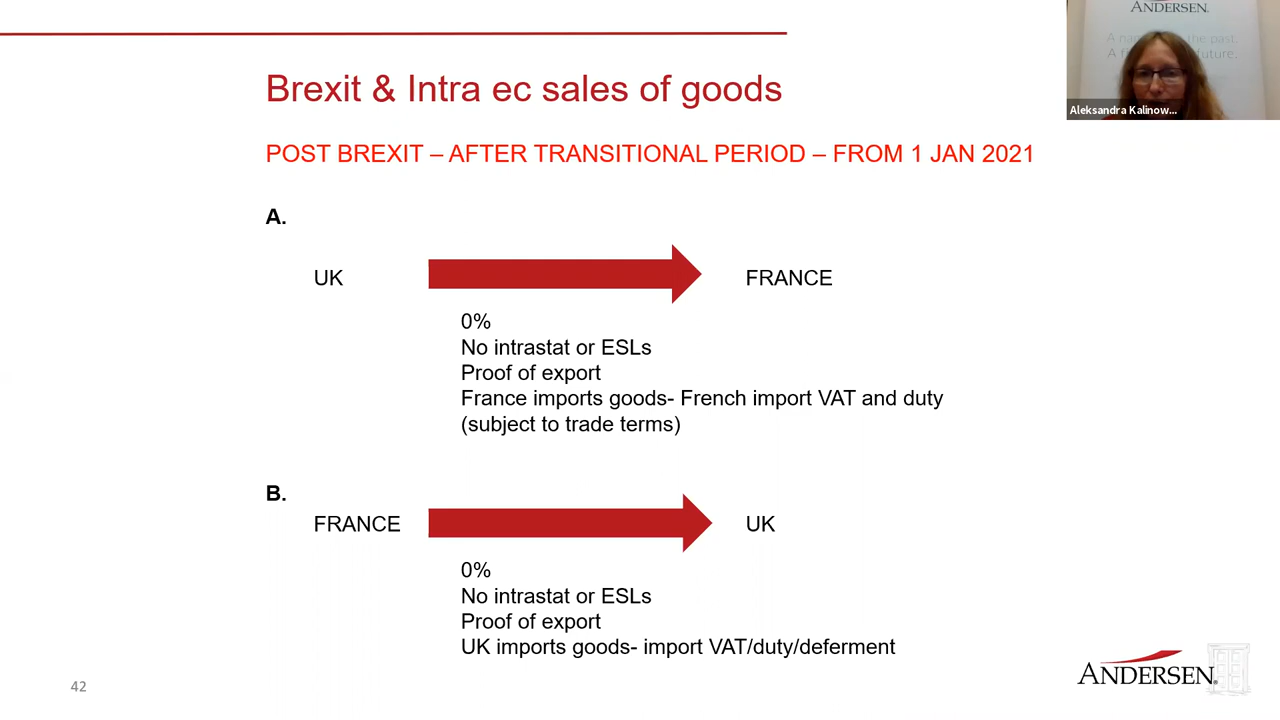 ANDERSEN.
Aleksandra Kalinow...
Brexit & Intra ec sales of goods
POST BREXIT – AFTER TRANSITIONAL PERIOD – FROM 1 JAN 2021
A.
UK
FRANCE
0%
No intrastat or ESLs
Proof of export
France imports goods- French import VAT and duty
(subject to trade terms)
B.
FRANCE
UK
0%
No intrastat or ESLs
Proof of export
UK imports goods- import VAT/duty/deferment
42
ANDERSEN.